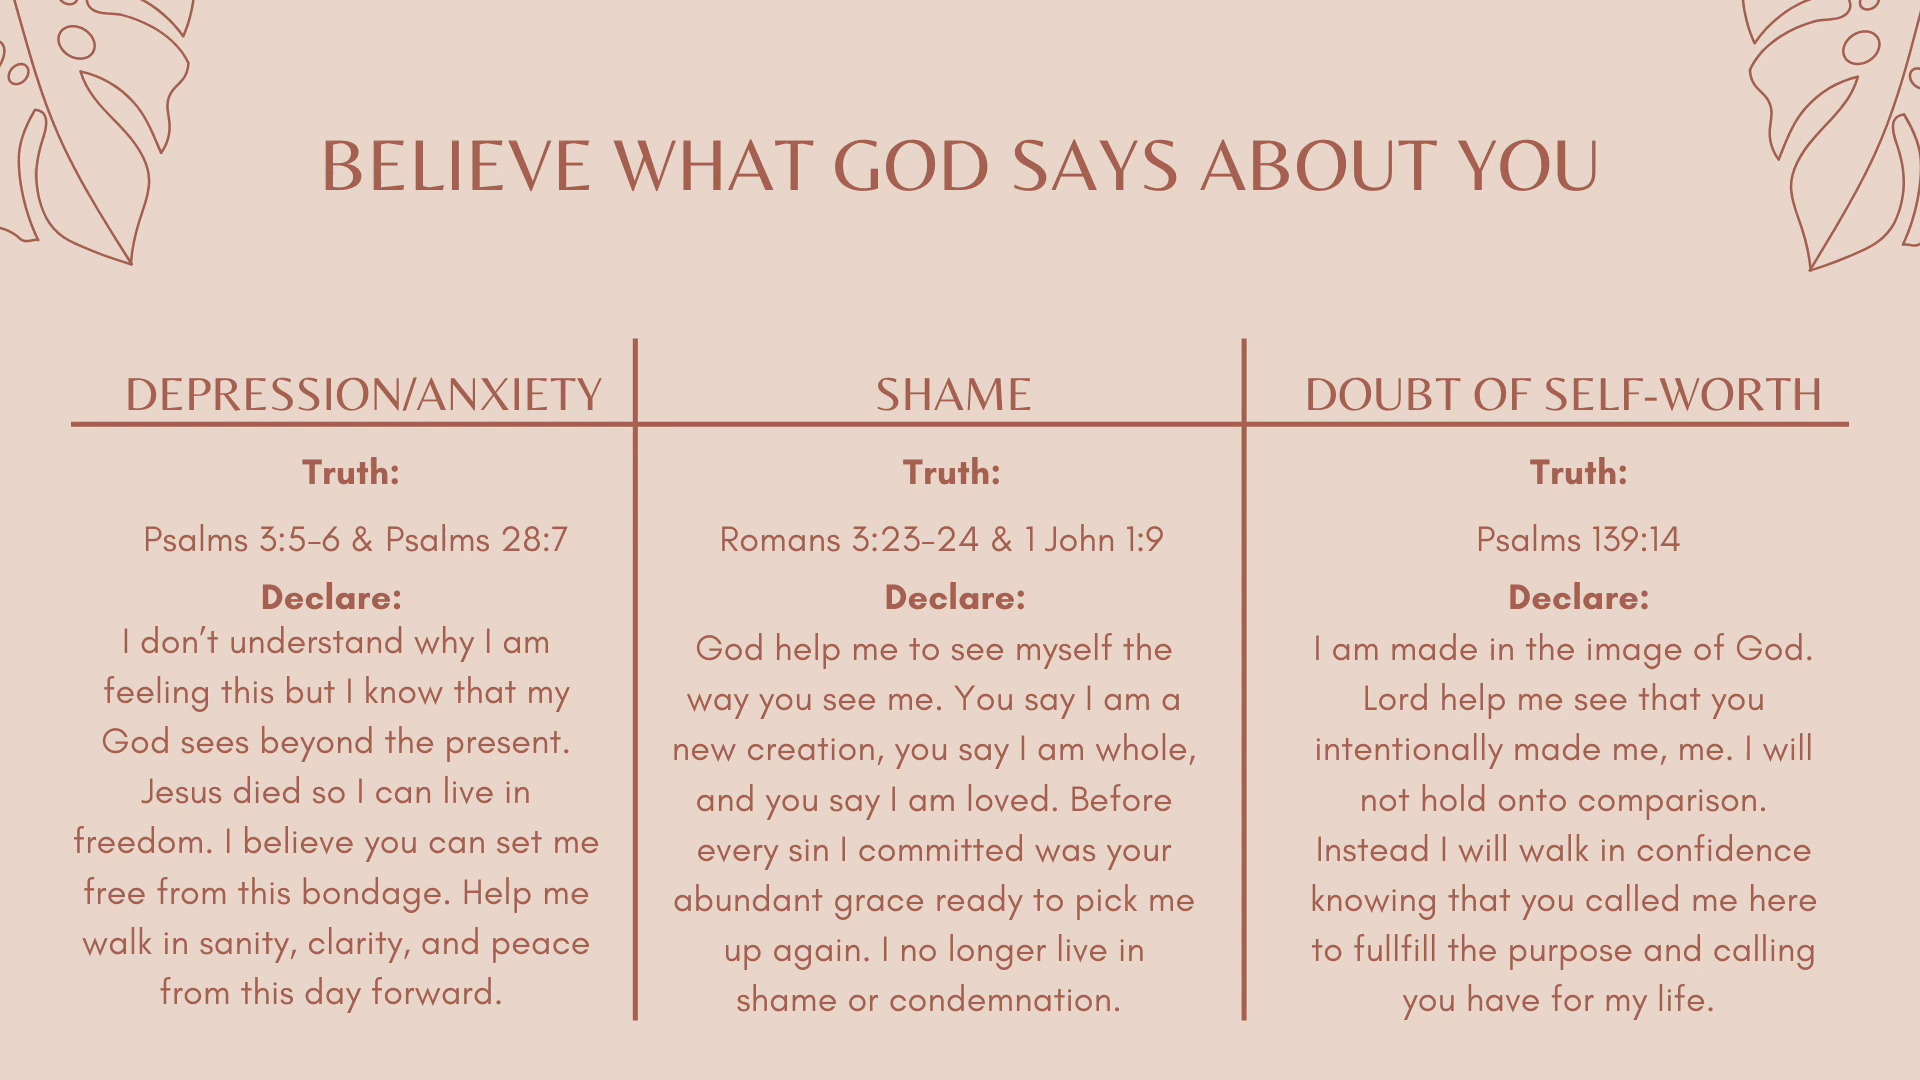 BELIEVE WHAT GOD SAYS ABOUT YOU
DEPRESSION/ANXIETY
Truth:
Psalms 3:5-6 & Psalms 28:7
Declare:
I don’t understand why I am
feeling this but I know that my
God sees beyond the present.
Jesus died so I can live in
freedom. I believe you can set me
free from this bondage. Help me
walk in sanity, clarity, and peace
from this day forward.
SHAME
Truth:
Romans 3:23-24 & 1 John 1:9
Declare:
God help me to see myself the
way you see me. You say I am a
new creation, you say I am whole,
and you say I am loved. Before
every sin I committed was your
abundant grace ready to pick me
up again. I no longer live in
shame or condemnation.
DOUBT OF SELF-WORTH
Truth:
Psalms 139:14
Declare:
I am made in the image of God.
Lord help me see that you
intentionally made me, me. I will
not hold onto comparison.
Instead I will walk in confidence
knowing that you called me here
to fullfill the purpose and calling
you have for my life.